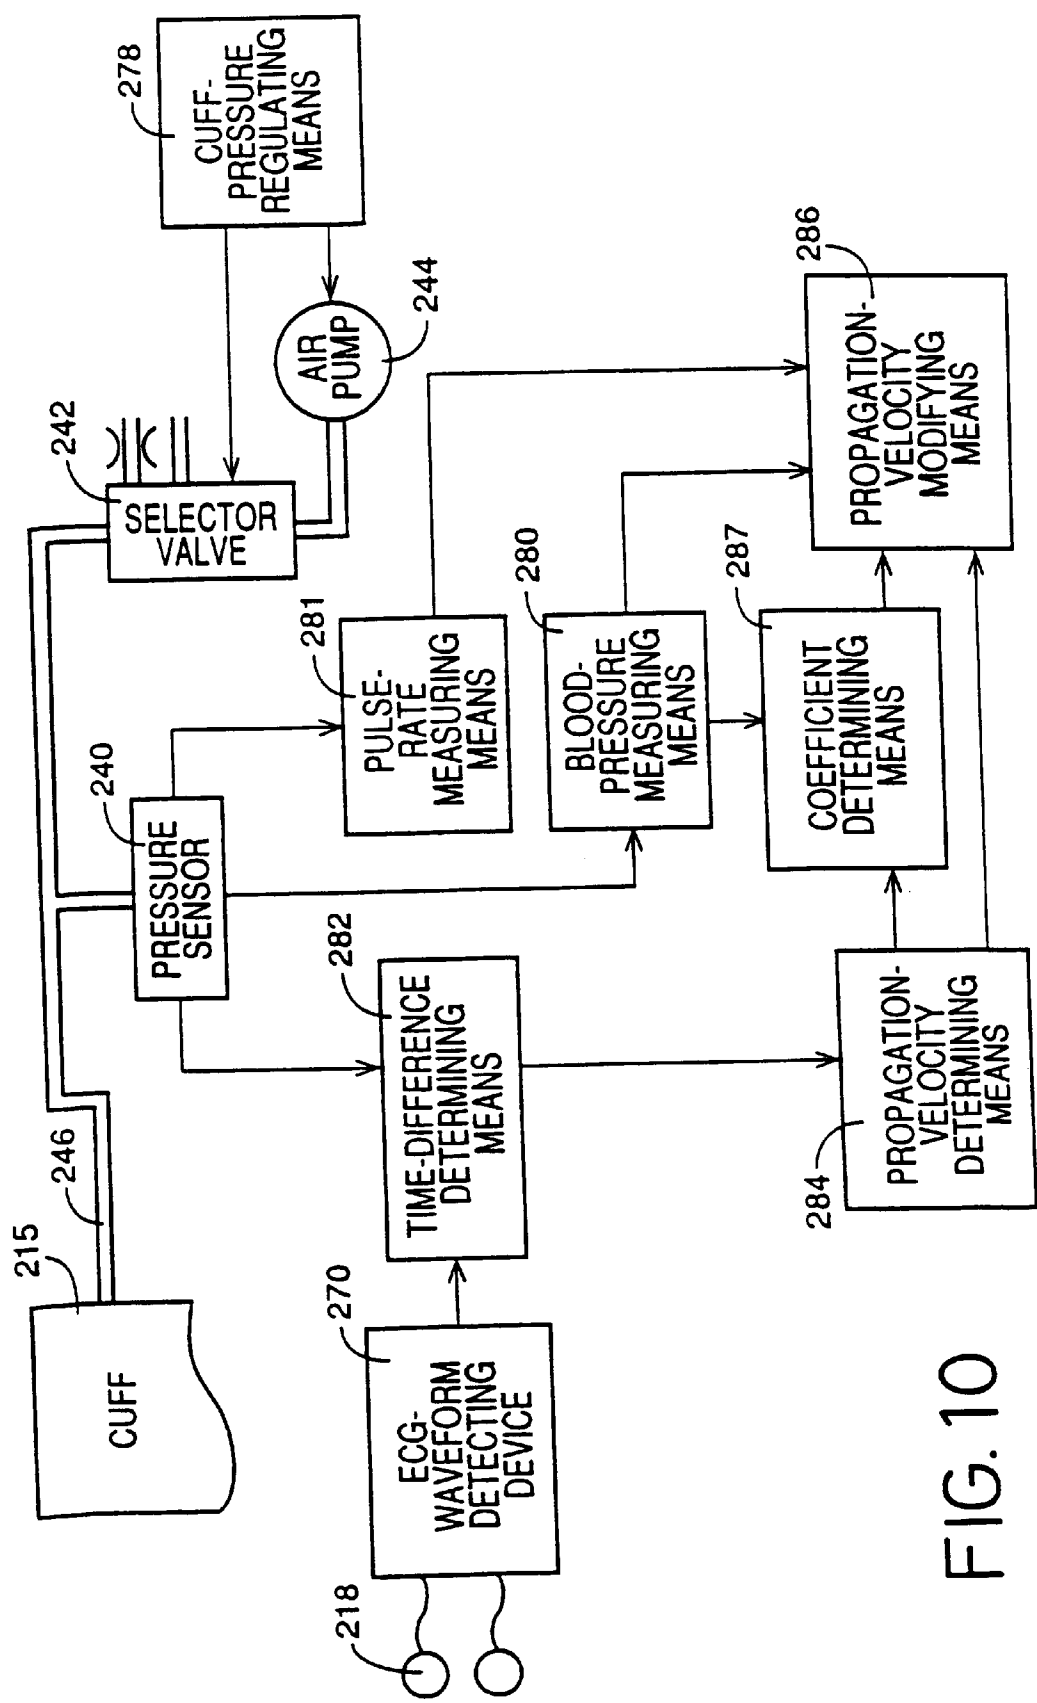 215
CUFF
246
240
PRESSURE
SENSOR
242
SELECTOR
VALVE
278
CUFF-
PRESSURE
REGULATING
MEANS
AIR
PUMP
244
218
270
ECG-
WAVEFORM
DETECTING
DEVICE
282
TIME-DIFFERENCE
DETERMINING
MEANS
281
PULSE-
RATE
MEASURING
MEANS
280
BLOOD-
PRESSURE
MEASURING
MEANS
284
PROPAGATION-
VELOCITY
DETERMINING
MEANS
287
COEFFICIENT
DETERMINING
MEANS
286
PROPAGATION-
VELOCITY
MODIFYING
MEANS
FIG. 10